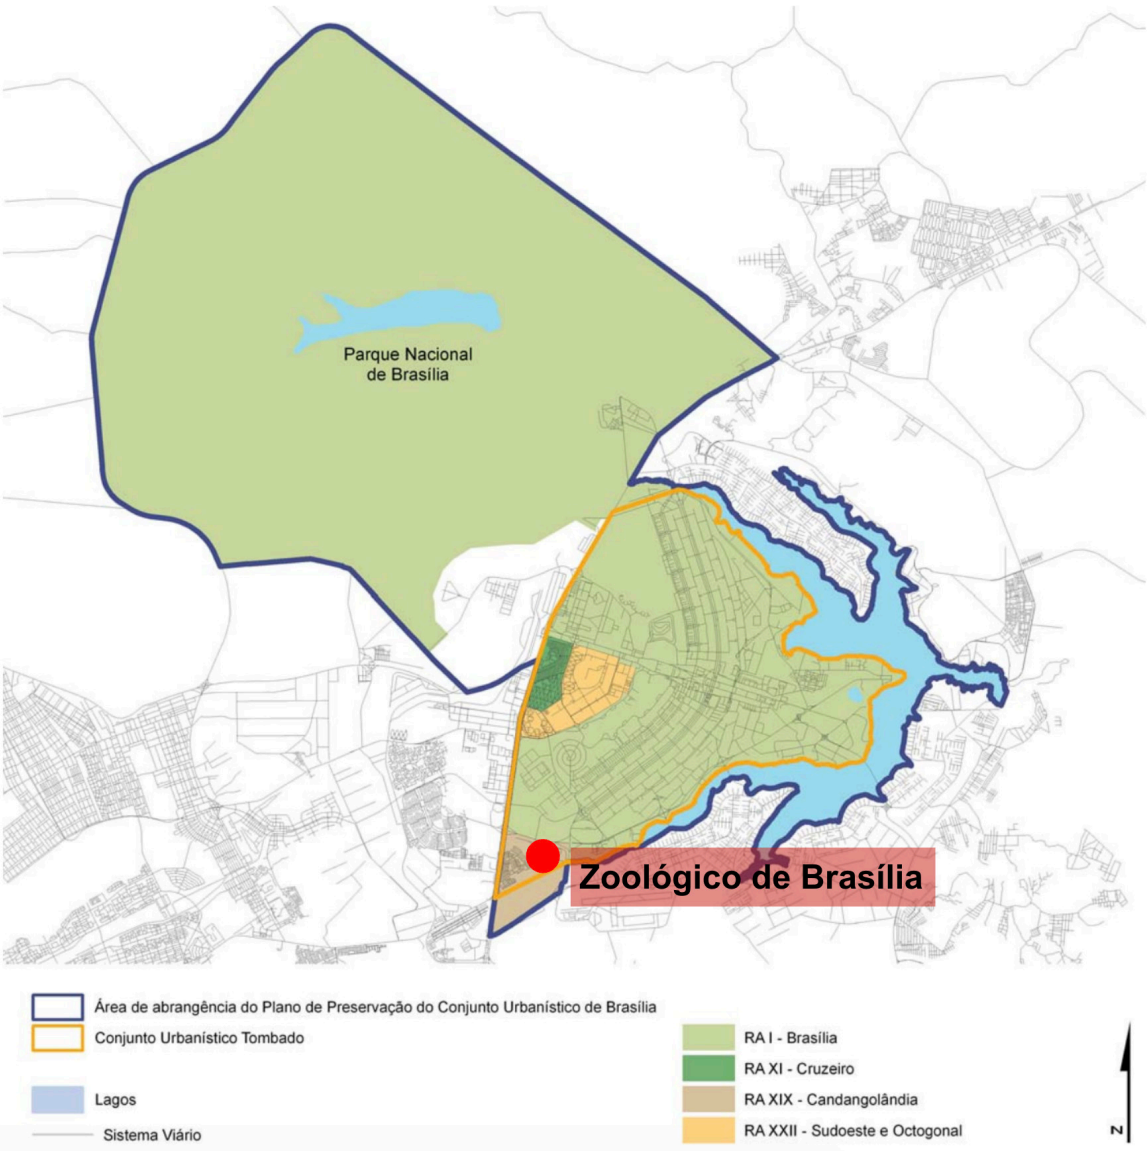 Parque Nacional
de Brasília
Zoológico de Brasília
Área de abrangência do Plano de Preservação do Conjunto Urbanístico de Brasília
Conjunto Urbanístico Tombado
Lagos
Sistema Viário
RA I - Brasília
RA XI - Cruzeiro
RA XIX - Candangolândia
RA XXII - Sudoeste e Octogonal
N